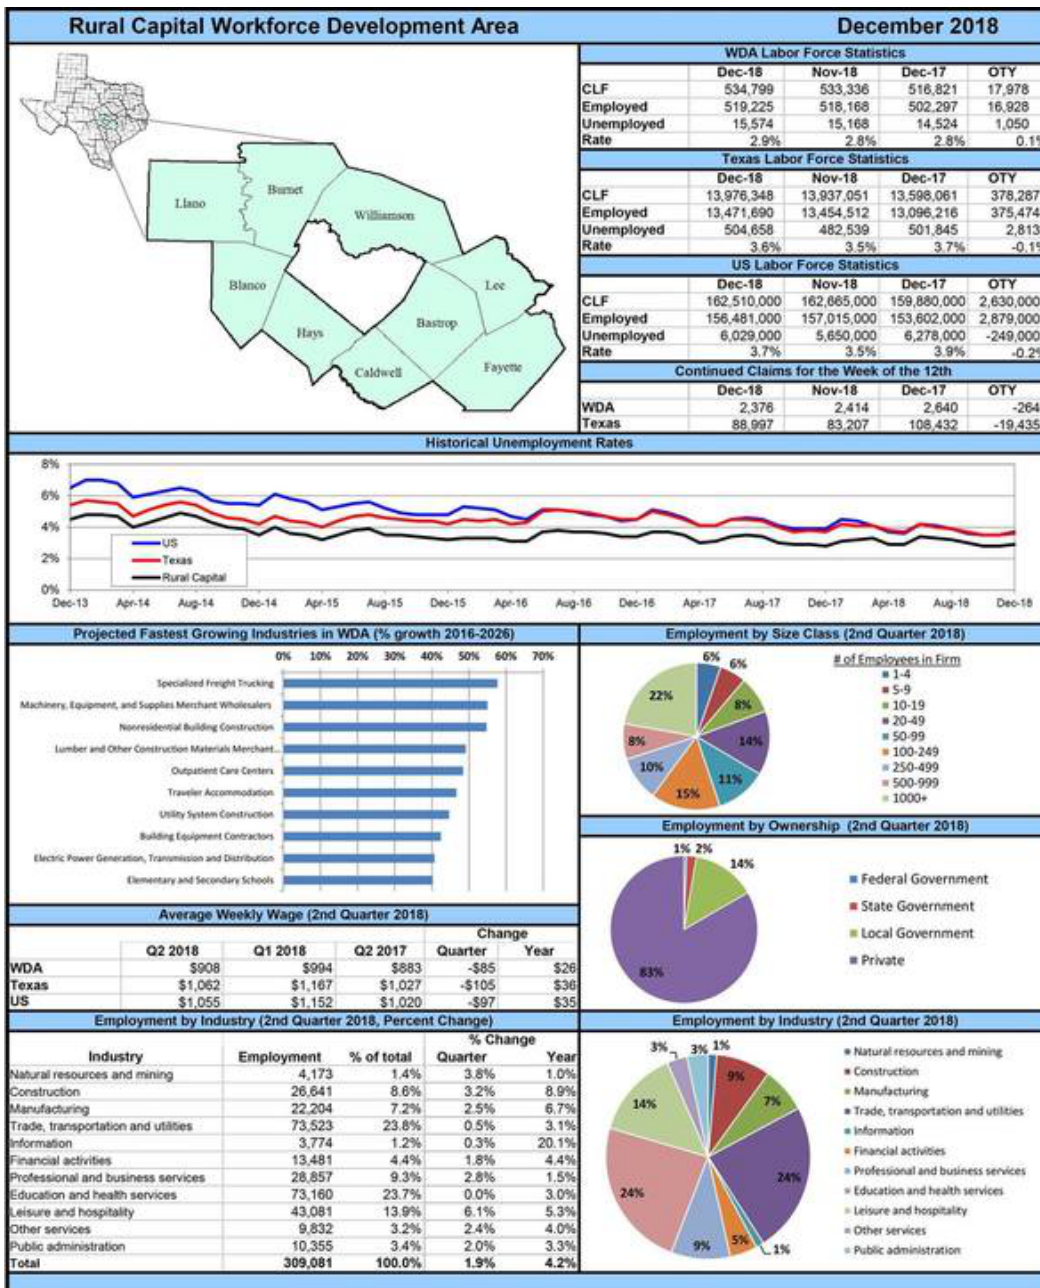 Rural Capital Workforce Development Area
December 2018
Llano
Burnet
Williamson
Blanco
Hays
Lee
Bastrop
Caldwell
Fayette
WDA Labor Force Statistics
Dec-18 Nov-18 Dec-17 OTY
CLF 534,799 533,336 516,821 17,978
Employed 519,225 518,168 502,297 16,928
Unemployed 15,574 15,168 14,524 1,050
Rate 2.9% 2.8% 2.8% 0.1%
Texas Labor Force Statistics
Dec-18 Nov-18 Dec-17 OTY
CLF 13,976,348 13,937,051 13,598,061 378,287
Employed 13,471,690 13,454,512 13,096,216 375,474
Unemployed 504,658 482,539 501,845 2,813
Rate 3.6% 3.5% 3.7% -0.1%
US Labor Force Statistics
Dec-18 Nov-18 Dec-17 OTY
CLF 162,510,000 162,665,000 159,880,000 2,630,000
Employed 156,481,000 157,015,000 153,602,000 2,879,000
Unemployed 6,029,000 5,650,000 6,278,000 -249,000
Rate 3.7% 3.5% 3.9% -0.2%
Continued Claims for the Week of the 12th
Dec-18 Nov-18 Dec-17 OTY
WDA 2,376 2,414 2,640 -264
Texas 88,997 83,207 108,432 -19,435
Historical Unemployment Rates
8%
6%
4%
2%
0%
US
Texas
Rural Capital
Dec-13 Apr-14 Aug-14 Dec-14 Apr-15 Aug-15 Dec-15 Apr-16 Aug-16 Dec-16 Apr-17 Aug-17 Dec-17 Apr-18 Aug-18 Dec-18
Projected Fastest Growing Industries in WDA (% growth 2016-2026)
0% 10% 20% 30% 40% 50% 60% 70%
Specialized Freight Trucking
Machinery, Equipment, and Supplies Merchant Wholesalers
Nonresidential Building Construction
Lumber and Other Construction Materials Merchant...
Outpatient Care Centers
Traveler Accommodation
Utility System Construction
Building Equipment Contractors
Electric Power Generation, Transmission and Distribution
Elementary and Secondary Schools
Employment by Size Class (2nd Quarter 2018)
6% 6% 8% 14% 11% 15% 10% 8% 22%
# of Employees in Firm
1-4
5-9
10-19
20-49
50-99
100-249
250-499
500-999
1000+
Employment by Ownership (2nd Quarter 2018)
1% 2% 14% 83%
Federal Government
State Government
Local Government
Private
Average Weekly Wage (2nd Quarter 2018)
Change
Q2 2018 Q1 2018 Q2 2017 Quarter Year
WDA $908 $994 $883 -$85 $26
Texas $1,062 $1,167 $1,027 -$105 $36
US $1,055 $1,152 $1,020 -$97 $35
Employment by Industry (2nd Quarter 2018, Percent Change)
% Change
Industry Employment % of total Quarter Year
Natural resources and mining 4,173 1.4% 3.8% 1.0%
Construction 26,641 8.6% 3.2% 8.9%
Manufacturing 22,204 7.2% 2.5% 6.7%
Trade, transportation and utilities 73,523 23.8% 0.5% 3.1%
Information 3,774 1.2% 0.3% 20.1%
Financial activities 13,481 4.4% 1.8% 4.4%
Professional and business services 28,857 9.3% 2.8% 1.5%
Education and health services 73,160 23.7% 0.0% 3.0%
Leisure and hospitality 43,081 13.9% 6.1% 5.3%
Other services 9,832 3.2% 2.4% 4.0%
Public administration 10,355 3.4% 2.0% 3.3%
Total 309,081 100.0% 1.9% 4.2%
Employment by Industry (2nd Quarter 2018)
3% 3% 1% 9% 7% 24% 1% 5% 9% 24% 14%
Natural resources and mining
Construction
Manufacturing
Trade, transportation and utilities
Information
Financial activities
Professional and business services
Education and health services
Leisure and hospitality
Other services
Public administration